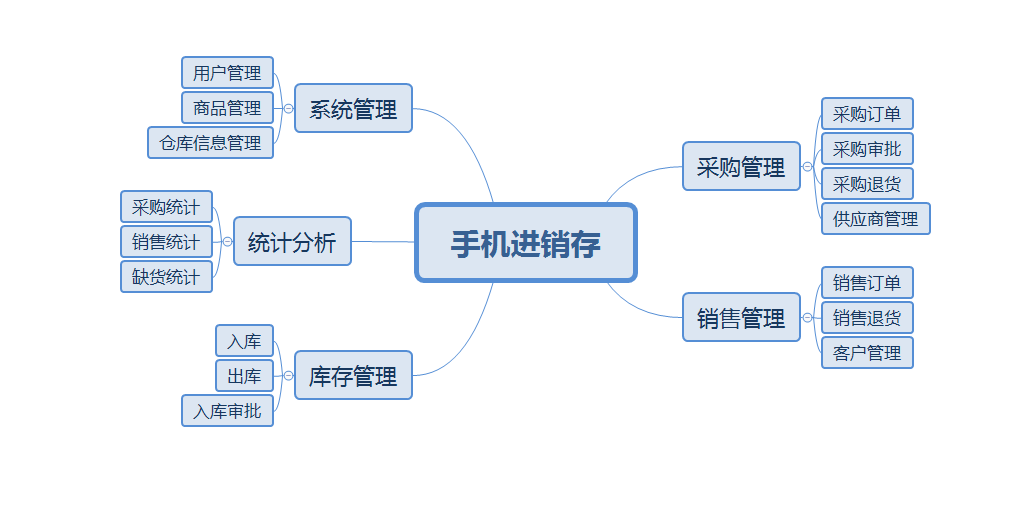 手机进销存
系统管理
用户管理
商品管理
仓库信息管理
统计分析
采购统计
销售统计
缺货统计
库存管理
入库
出库
入库审批
采购管理
采购订单
采购审批
采购退货
供应商管理
销售管理
销售订单
销售退货
客户管理